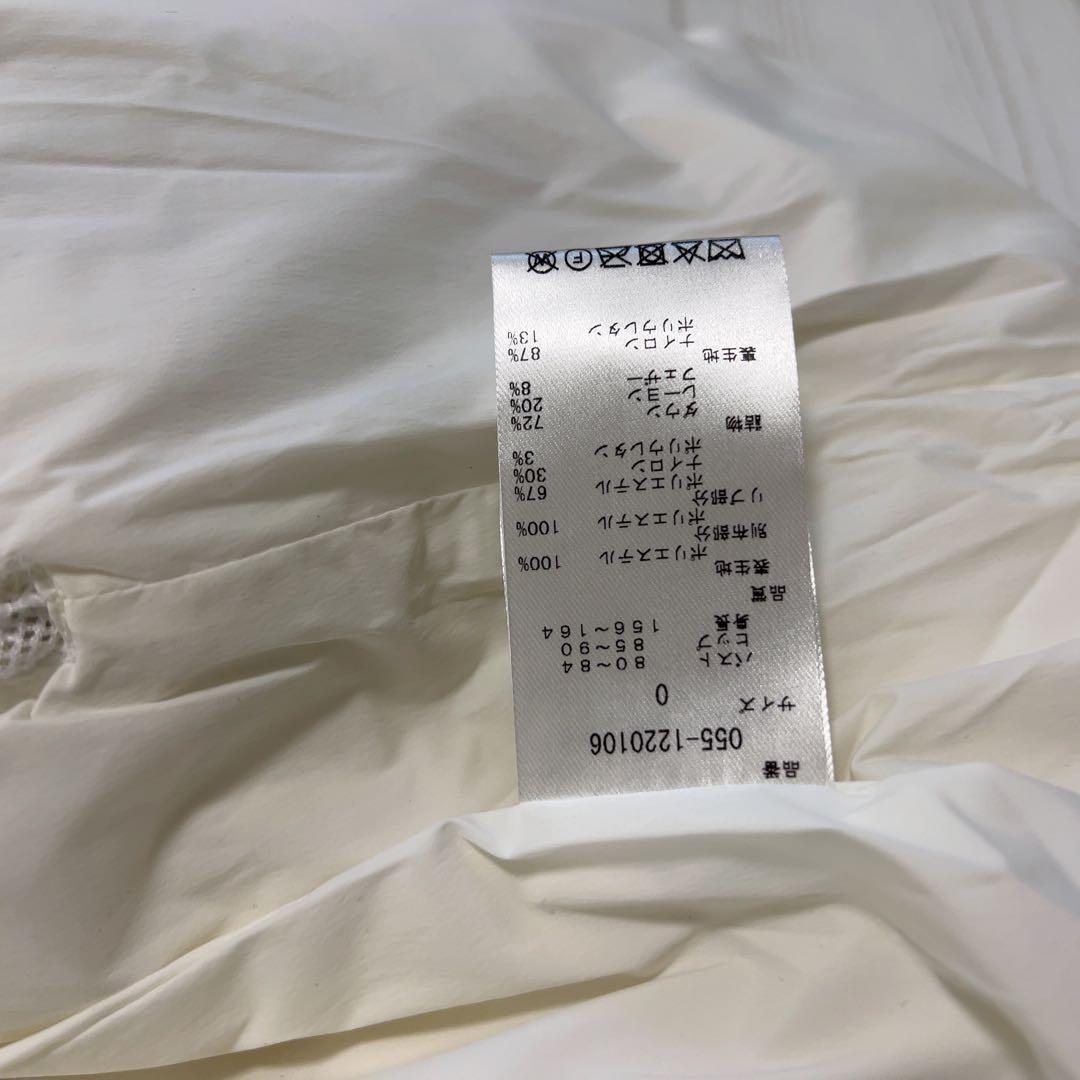 品番
055-1220106
サイズ 0
バスト 80~84
ヒップ 85~90
身長 156~164
品質
表生地 ポリエステル 100%
別布部分 ポリエステル 100%
リブ部分 ポリエステル 67%
ナイロン 30%
ポリウレタン 3%
詰物 ダウン 72%
レーヨン 20%
フェザー 8%
裏生地 ナイロン 87%
ポリウレタン 13%
F W